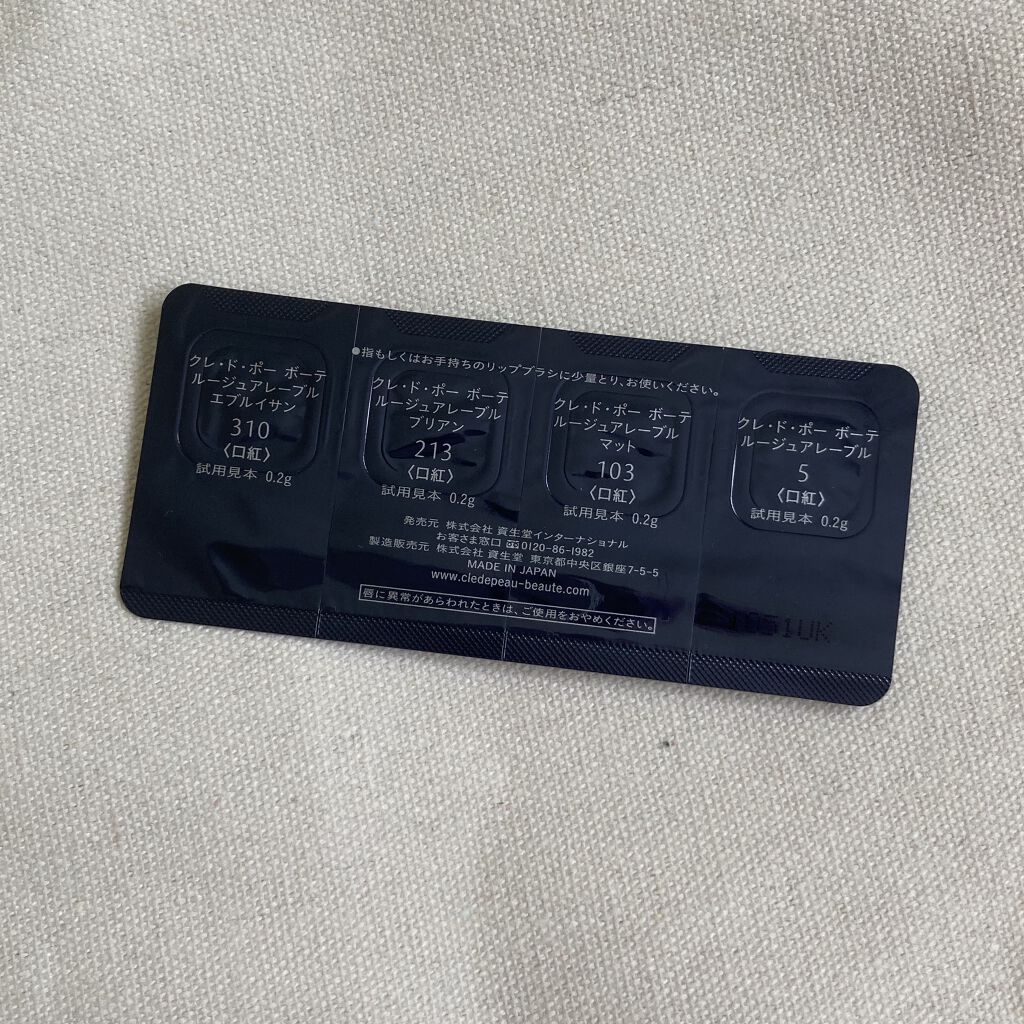 ●指もしくはお手持ちのリップブラシに少量とり、お使いください。
クレ・ド・ポー ボーテ
ルージュアレーブル
エブルイサン
310
〈口紅〉
試用見本 0.2g
クレ・ド・ポー ボーテ
ルージュアレーブル
ブリアン
213
〈口紅〉
試用見本 0.2g
クレ・ド・ポー ボーテ
ルージュアレーブル
マット
103
〈口紅〉
試用見本 0.2g
クレ・ド・ポー ボーテ
ルージュアレーブル
5
〈口紅〉
試用見本 0.2g
発売元 株式会社 資生堂インターナショナル
お客さま窓口 0120-86-1982
製造販売元 株式会社 資生堂 東京都中央区銀座7-5-5
MADE IN JAPAN
www.cledepeau-beaute.com
唇に異常があらわれたときは、ご使用をおやめください。